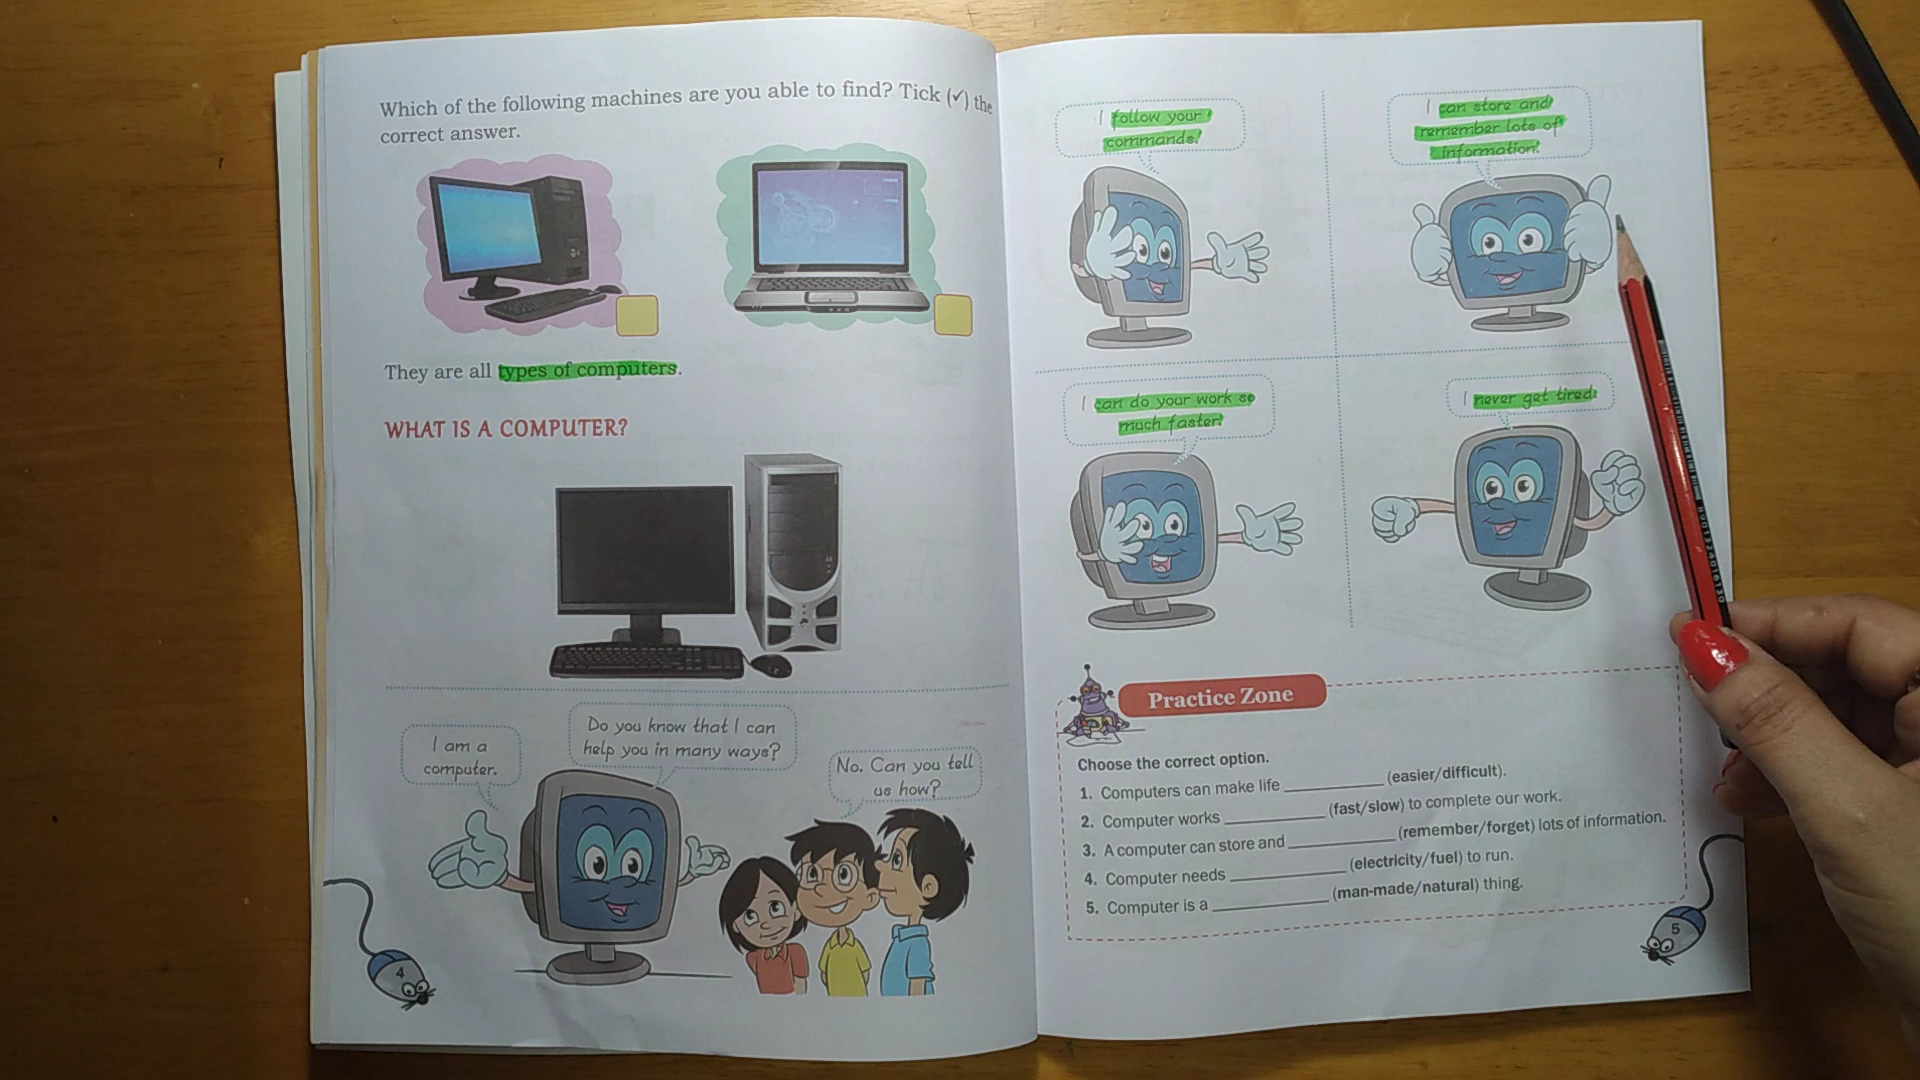 Which of the following machines are you able to find? Tick (✓) the
correct answer.
They are all types of computers.
WHAT IS A COMPUTER?
I am a
computer.
Do you know that I can
help you in many ways?
No. Can you tell
us how?
4
I follow your
commands!
I can store and
remember lots of
information!
I can do your work so
much faster!
I never get tired!
Practice Zone
Choose the correct option.
1. Computers can make life __________ (easier/difficult).
2. Computer works __________ (fast/slow) to complete our work.
3. A computer can store and __________ (remember/forget) lots of information.
4. Computer needs __________ (electricity/fuel) to run.
5. Computer is a __________ (man-made/natural) thing.
5